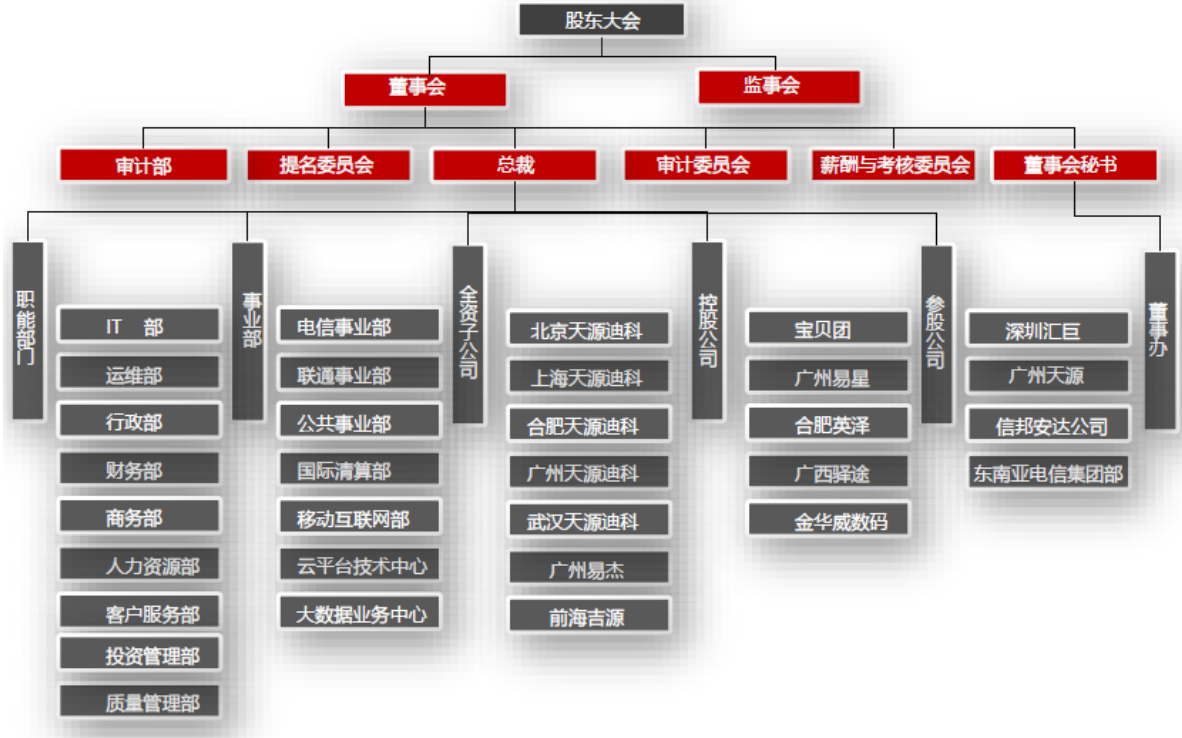 股东大会
董事会
监事会
审计部
提名委员会
总裁
审计委员会
薪酬与考核委员会
董事会秘书
职能部门
IT 部
运维部
行政部
财务部
商务部
人力资源部
客户服务部
投资管理部
质量管理部
事业部
电信事业部
联通事业部
公共事业部
国际清算部
移动互联网部
云平台技术中心
大数据业务中心
全资子公司
北京天源迪科
上海天源迪科
合肥天源迪科
广州天源迪科
武汉天源迪科
广州易杰
前海吉源
控股公司
宝贝团
广州易星
合肥英泽
广西驿途
金华威数码
参股公司
深圳汇巨
广州天源
信邦安达公司
东南亚电信集团部
董事办